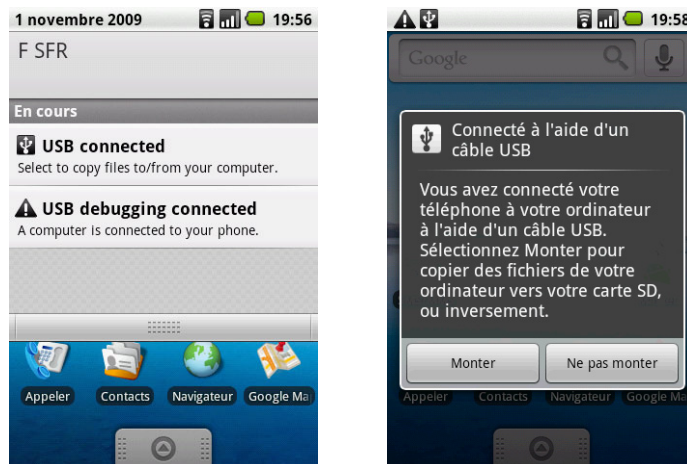 1 novembre 2009 19:56
F SFR
En cours
USB connected
Select to copy files to/from your computer.
USB debugging connected
A computer is connected to your phone.
Appeler Contacts Navigateur Google Ma
19:58
Google
Connecté à l'aide d'un
câble USB
Vous avez connecté votre
téléphone à votre ordinateur
à l'aide d'un câble USB.
Sélectionnez Monter pour
copier des fichiers de votre
ordinateur vers votre carte SD,
ou inversement.
Monter Ne pas monter
Appeler Contacts Navigateur Google Ma